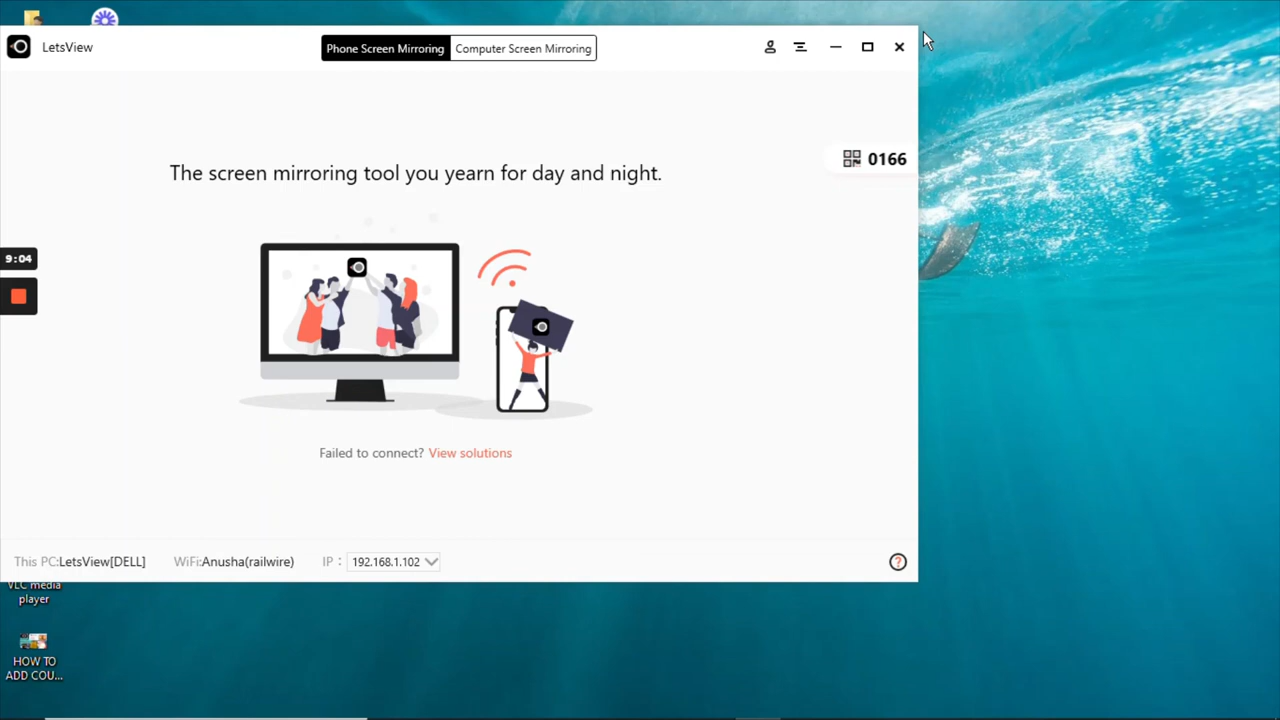 LetsView
Phone Screen Mirroring
Computer Screen Mirroring
0166
The screen mirroring tool you yearn for day and night.
9:04
Failed to connect? View solutions
This PC:LetsView[DELL]
WiFi:Anusha(railwire)
IP : 192.168.1.102
?
VLC media
player
HOW TO
ADD COU...